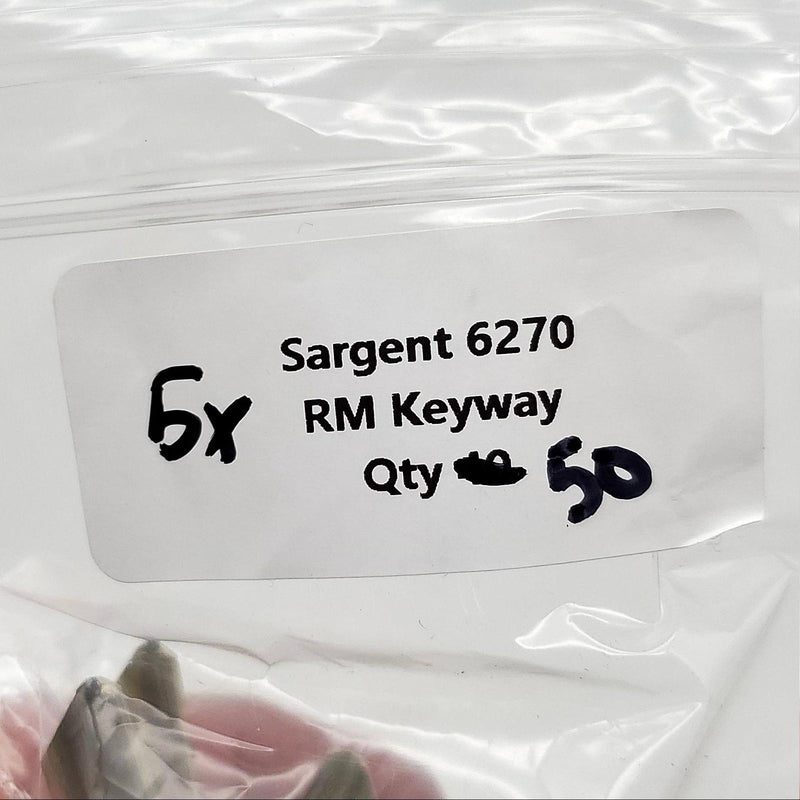 Sargent 6270
5x RM Keyway
Qty 50